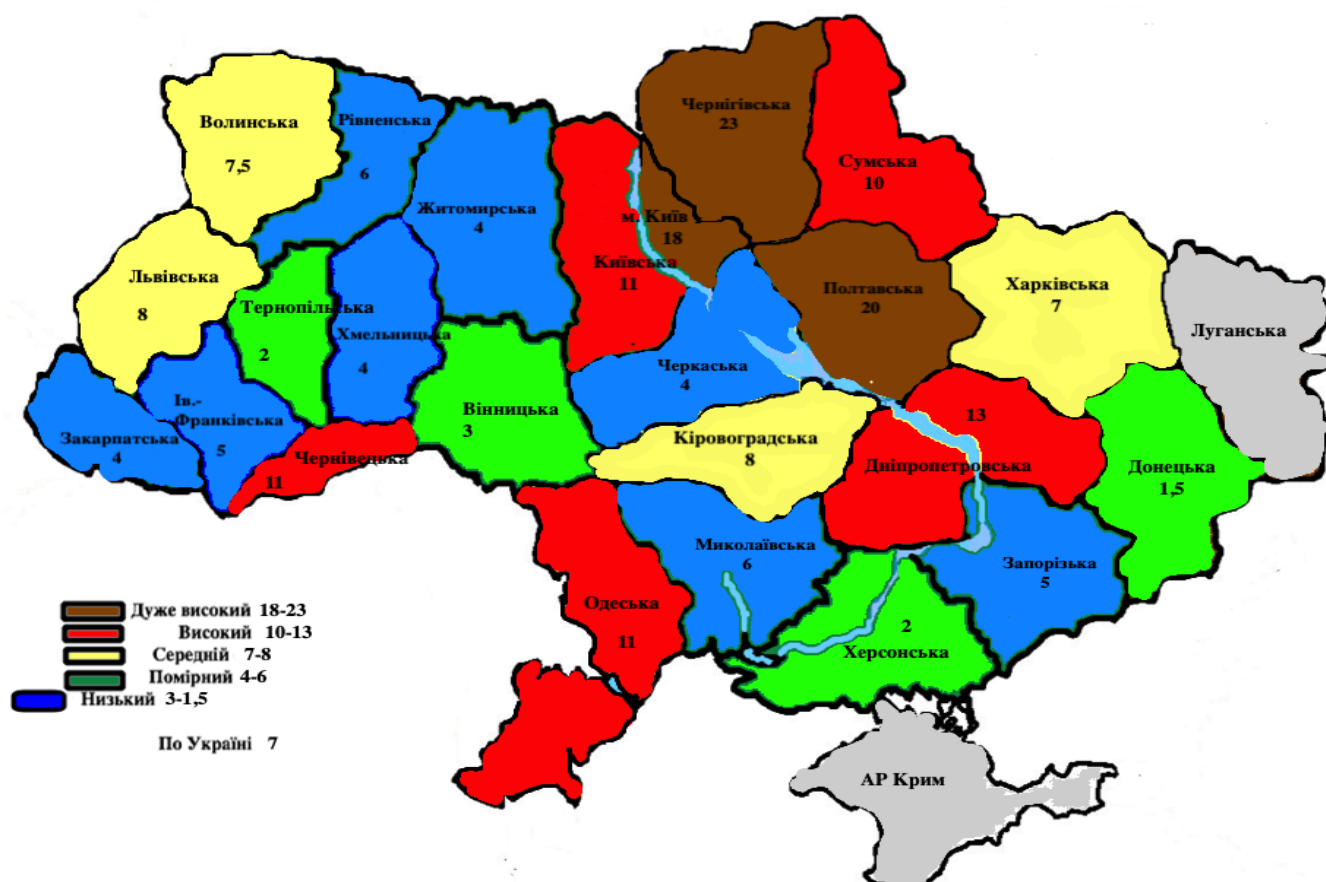 Чернігівська
23
Волинська
7,5
Рівненська
6
Сумська
10
Житомирська
4
м. Київ
18
Київська
11
Львівська
8
Тернопільська
2
Хмельницька
4
Полтавська
20
Харківська
7
Луганська
Черкаська
4
Ів.-
Франківська
5
Закарпатська
4
Чернівецька
11
Вінницька
3
Кіровоградська
8
13
Дніпропетровська
Донецька
1,5
Миколаївська
6
Запорізька
5
Одеська
11
2
Херсонська
АР Крим
Дуже високий 18-23
Високий 10-13
Середній 7-8
Помірний 4-6
Низький 3-1,5
По Україні 7